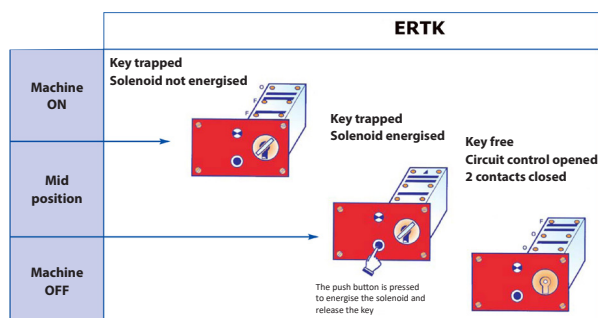 ERTK
Machine
ON
Key trapped
Solenoid not energised
O
F
F
Mid
position
Key trapped
Solenoid energised
Key free
Circuit control opened
2 contacts closed
F
O
O
Machine
OFF
The push button is pressed
to energise the solenoid and
release the key